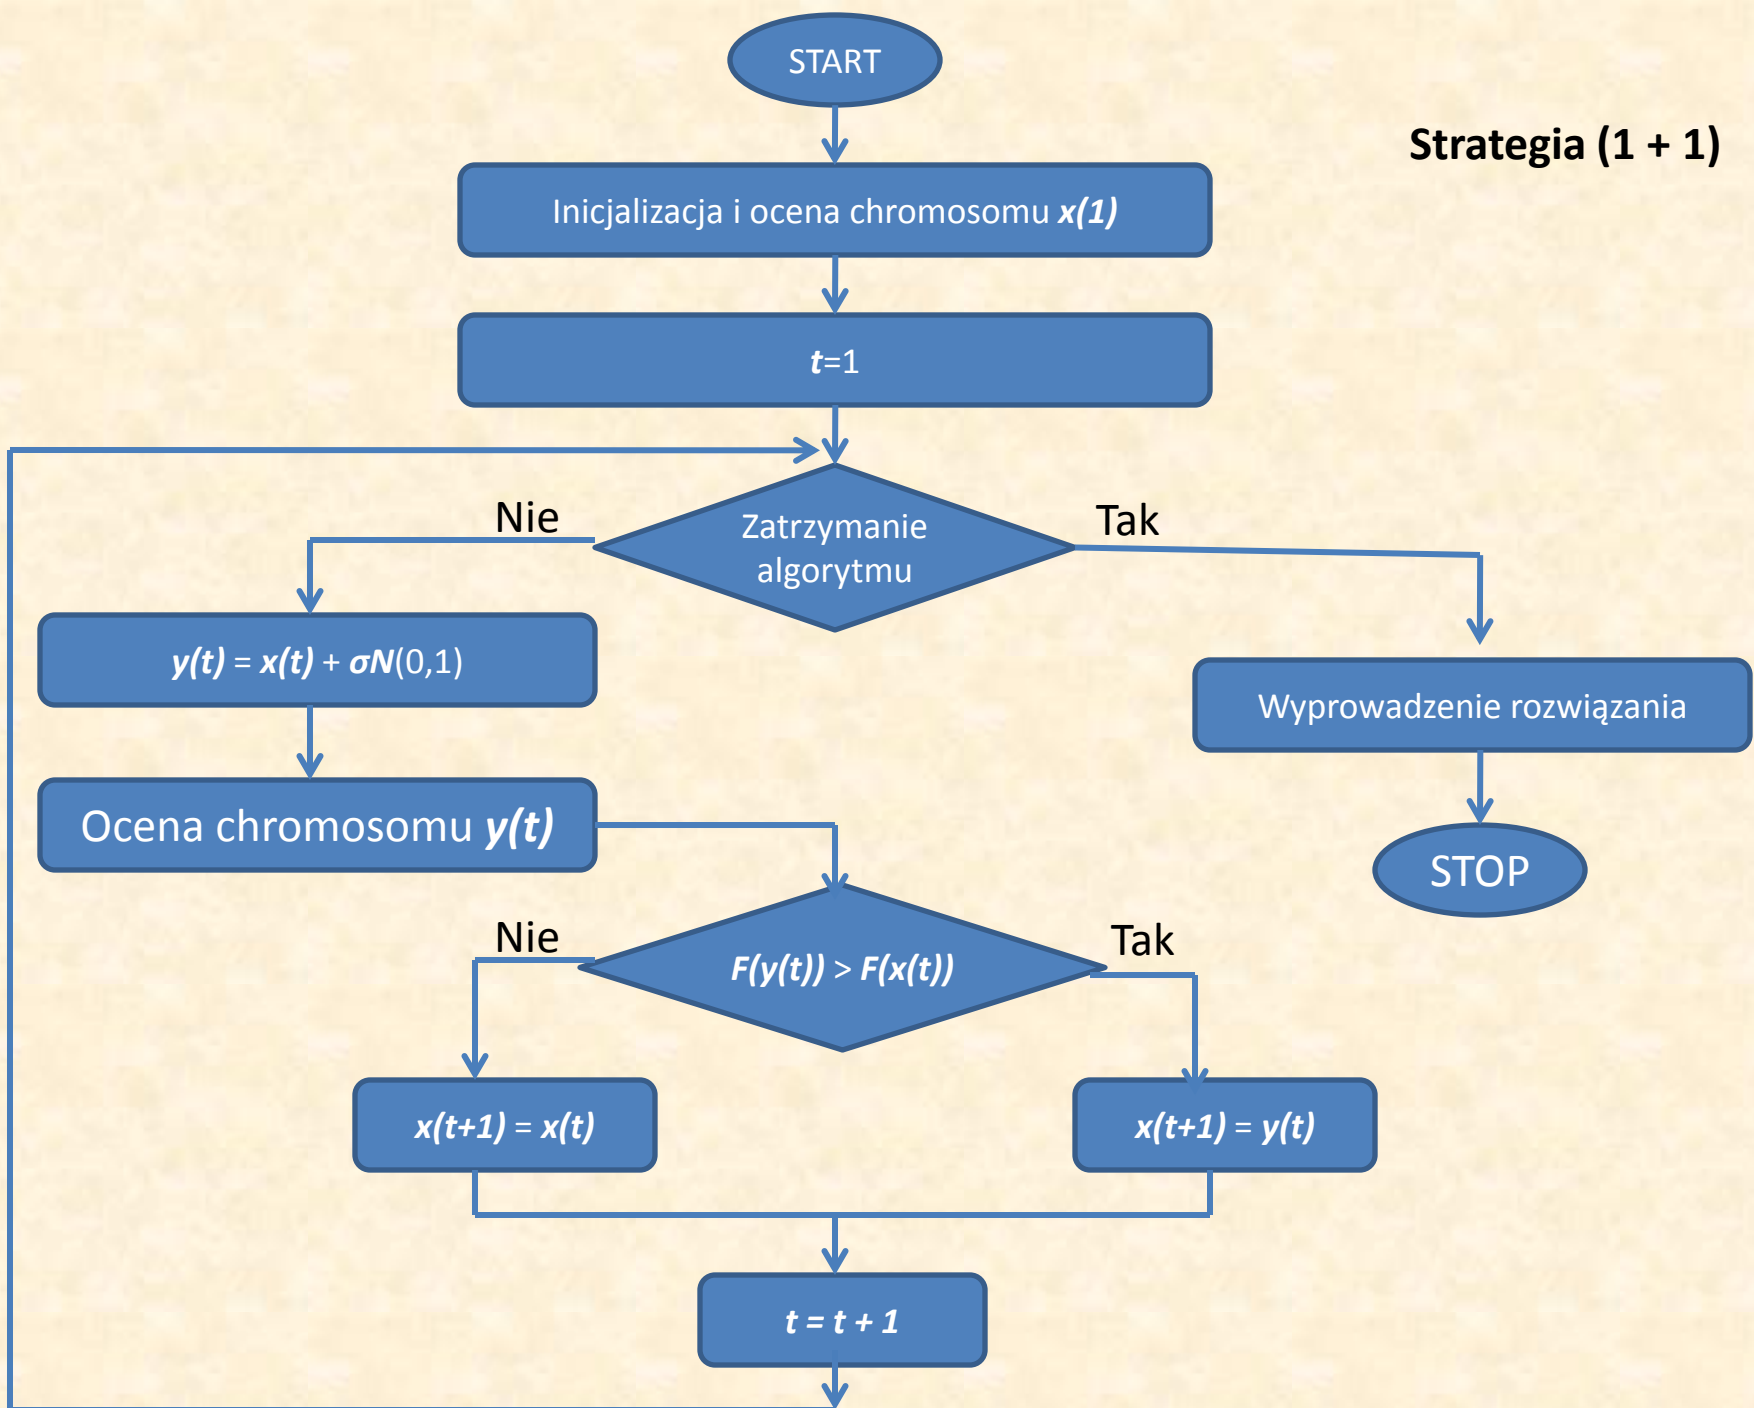 START
Strategia (1 + 1)
Inicjalizacja i ocena chromosomu x(1)
t=1
Nie
Zatrzymanie
algorytmu
Tak
y(t) = x(t) + σN(0,1)
Wyprowadzenie rozwiązania
Ocena chromosomu y(t)
STOP
Nie
F(y(t)) > F(x(t))
Tak
x(t+1) = x(t)
x(t+1) = y(t)
t = t + 1